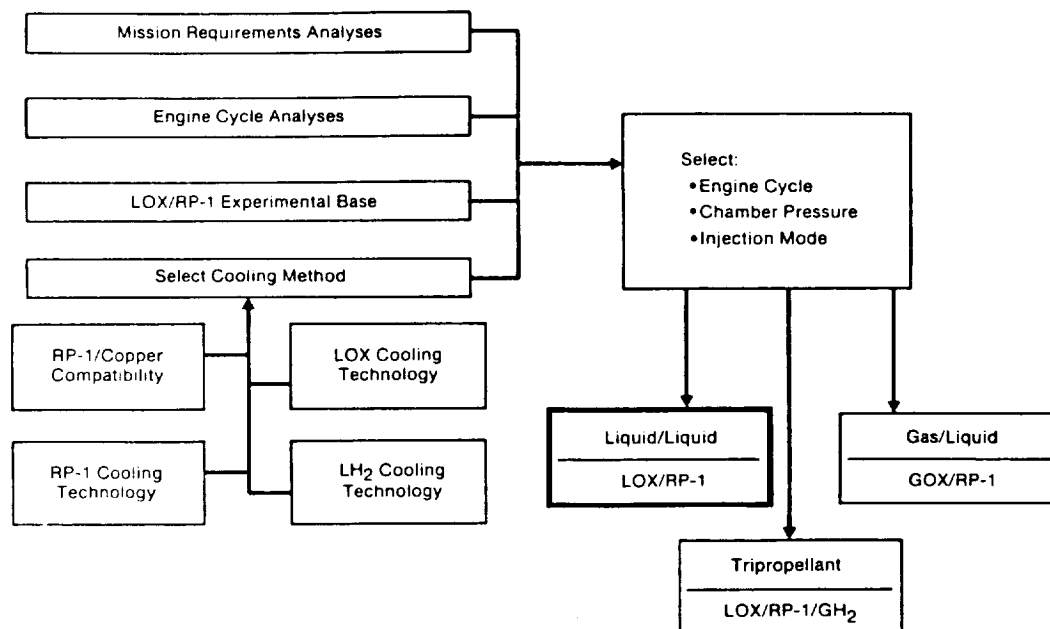 Mission Requirements Analyses
Engine Cycle Analyses
LOX/RP-1 Experimental Base
Select Cooling Method
RP-1/Copper
Compatibility
LOX Cooling
Technology
RP-1 Cooling
Technology
LH₂ Cooling
Technology
Select:
•Engine Cycle
•Chamber Pressure
•Injection Mode
Liquid/Liquid
LOX/RP-1
Gas/Liquid
GOX/RP-1
Tripropellant
LOX/RP-1/GH₂